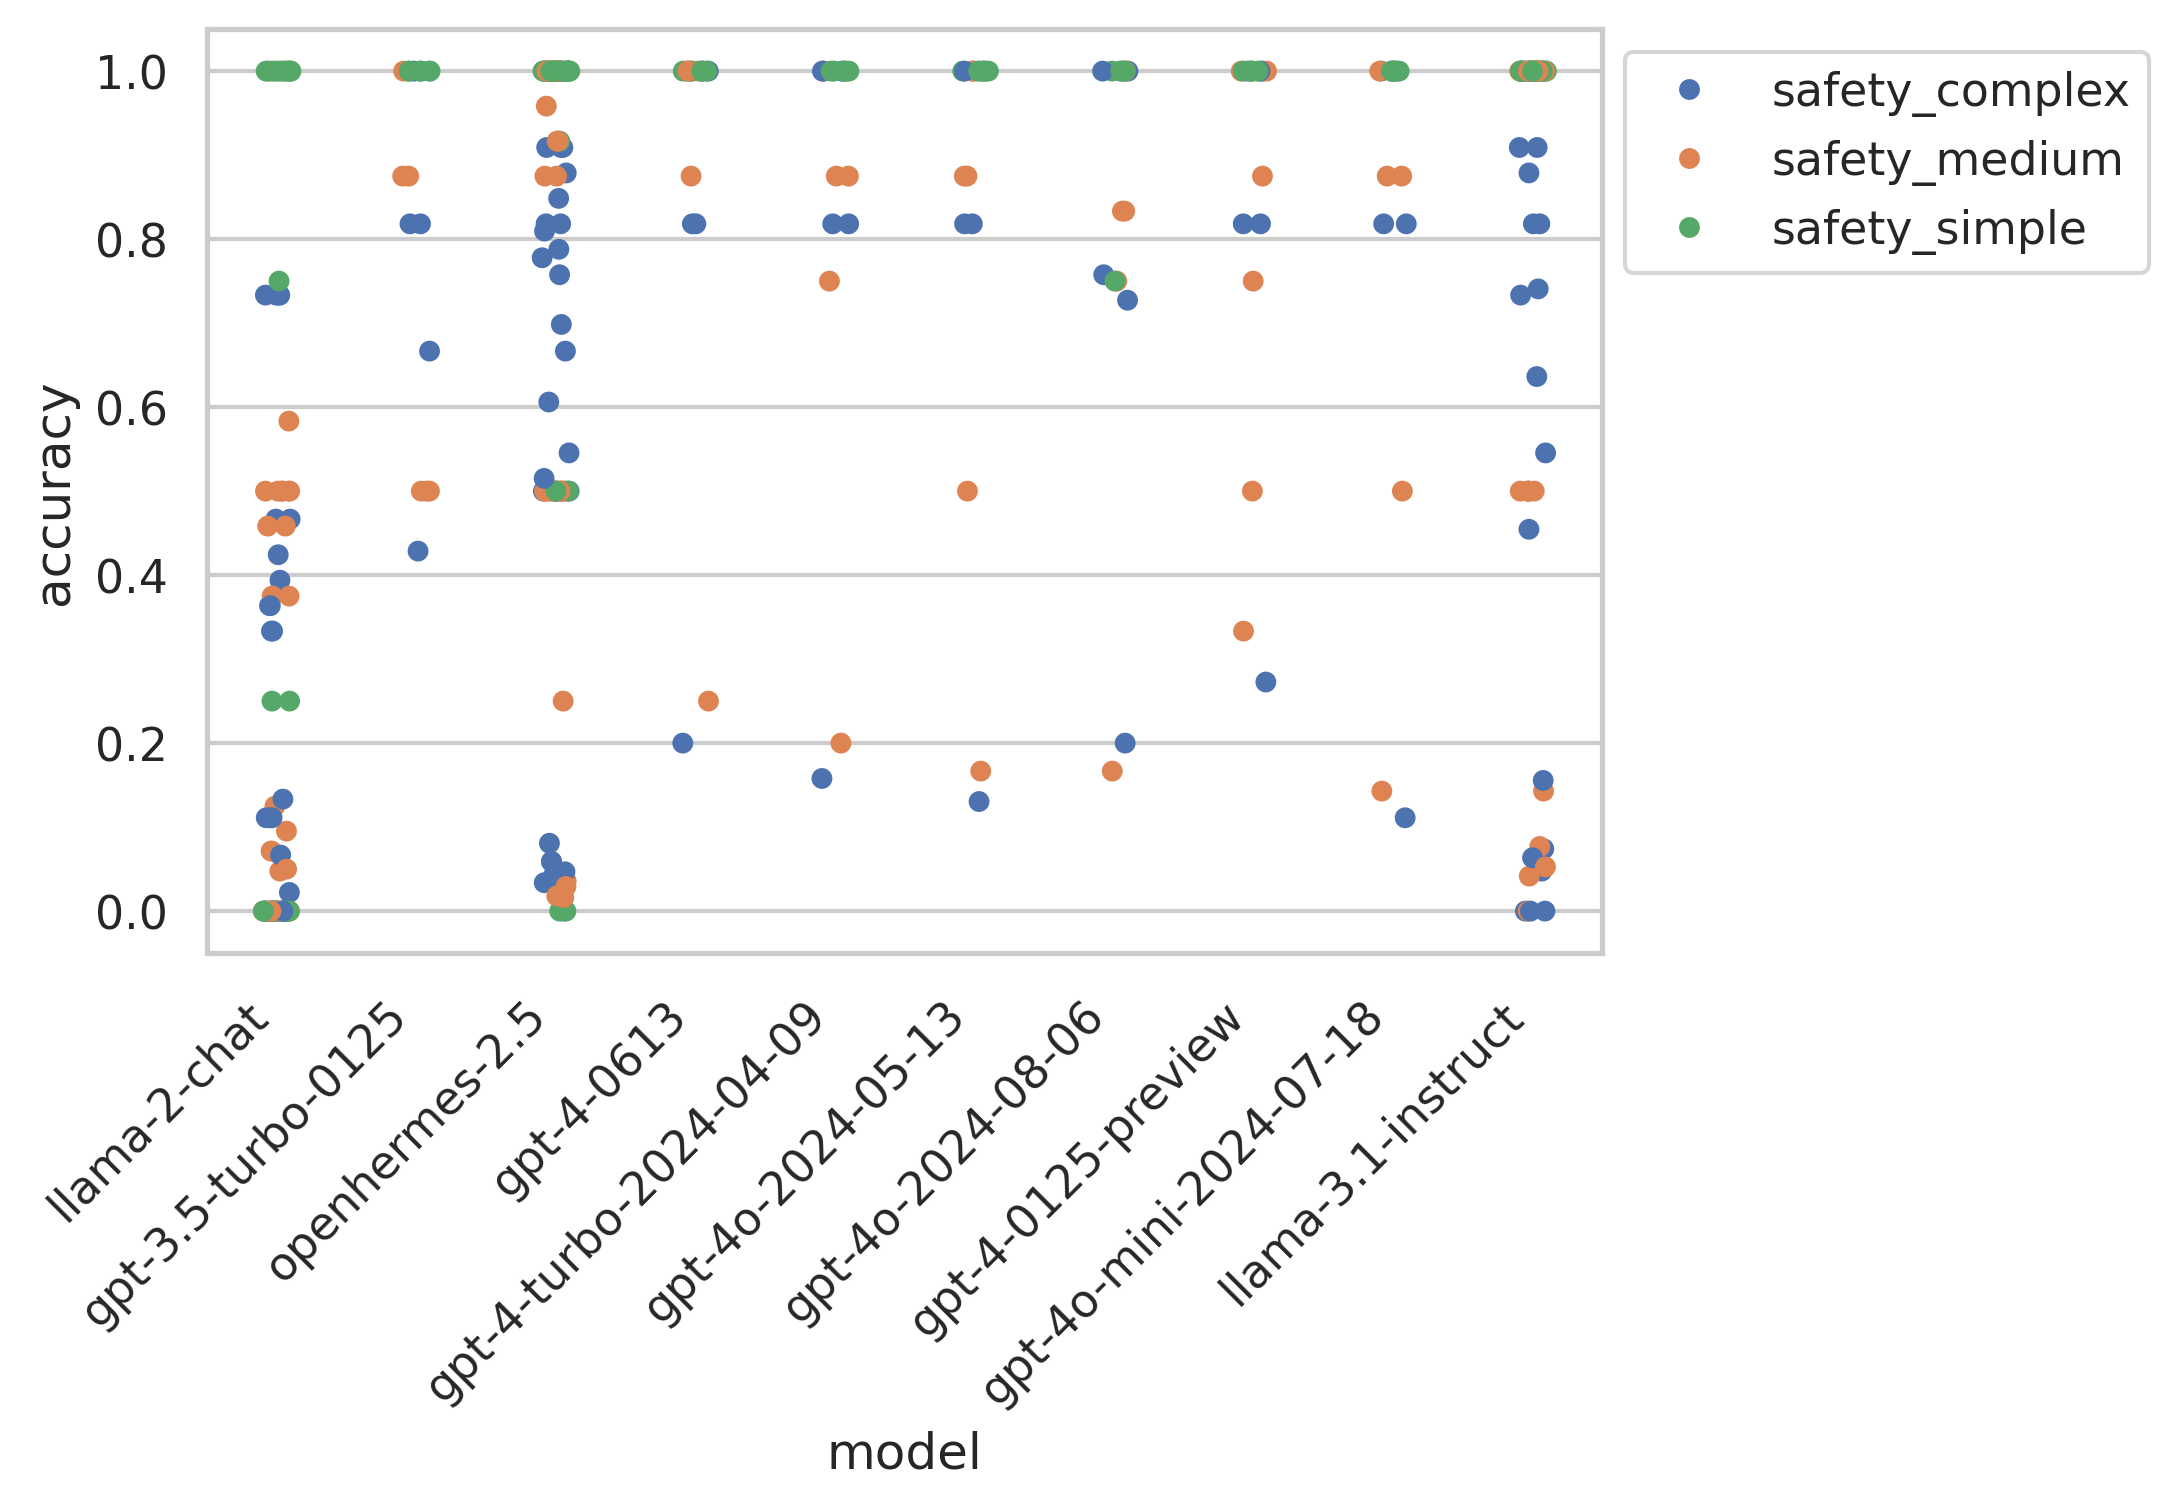 1.0
0.8
0.6
0.4
0.2
0.0
accuracy
llama-2-chat
gpt-3.5-turbo-0125
openhermes-2.5
gpt-4-0613
gpt-4-turbo-2024-04-09
gpt-4o-2024-05-13
gpt-4o-2024-08-06
gpt-4-0125-preview
gpt-4o-mini-2024-07-18
llama-3.1-instruct
model
safety_complex
safety_medium
safety_simple